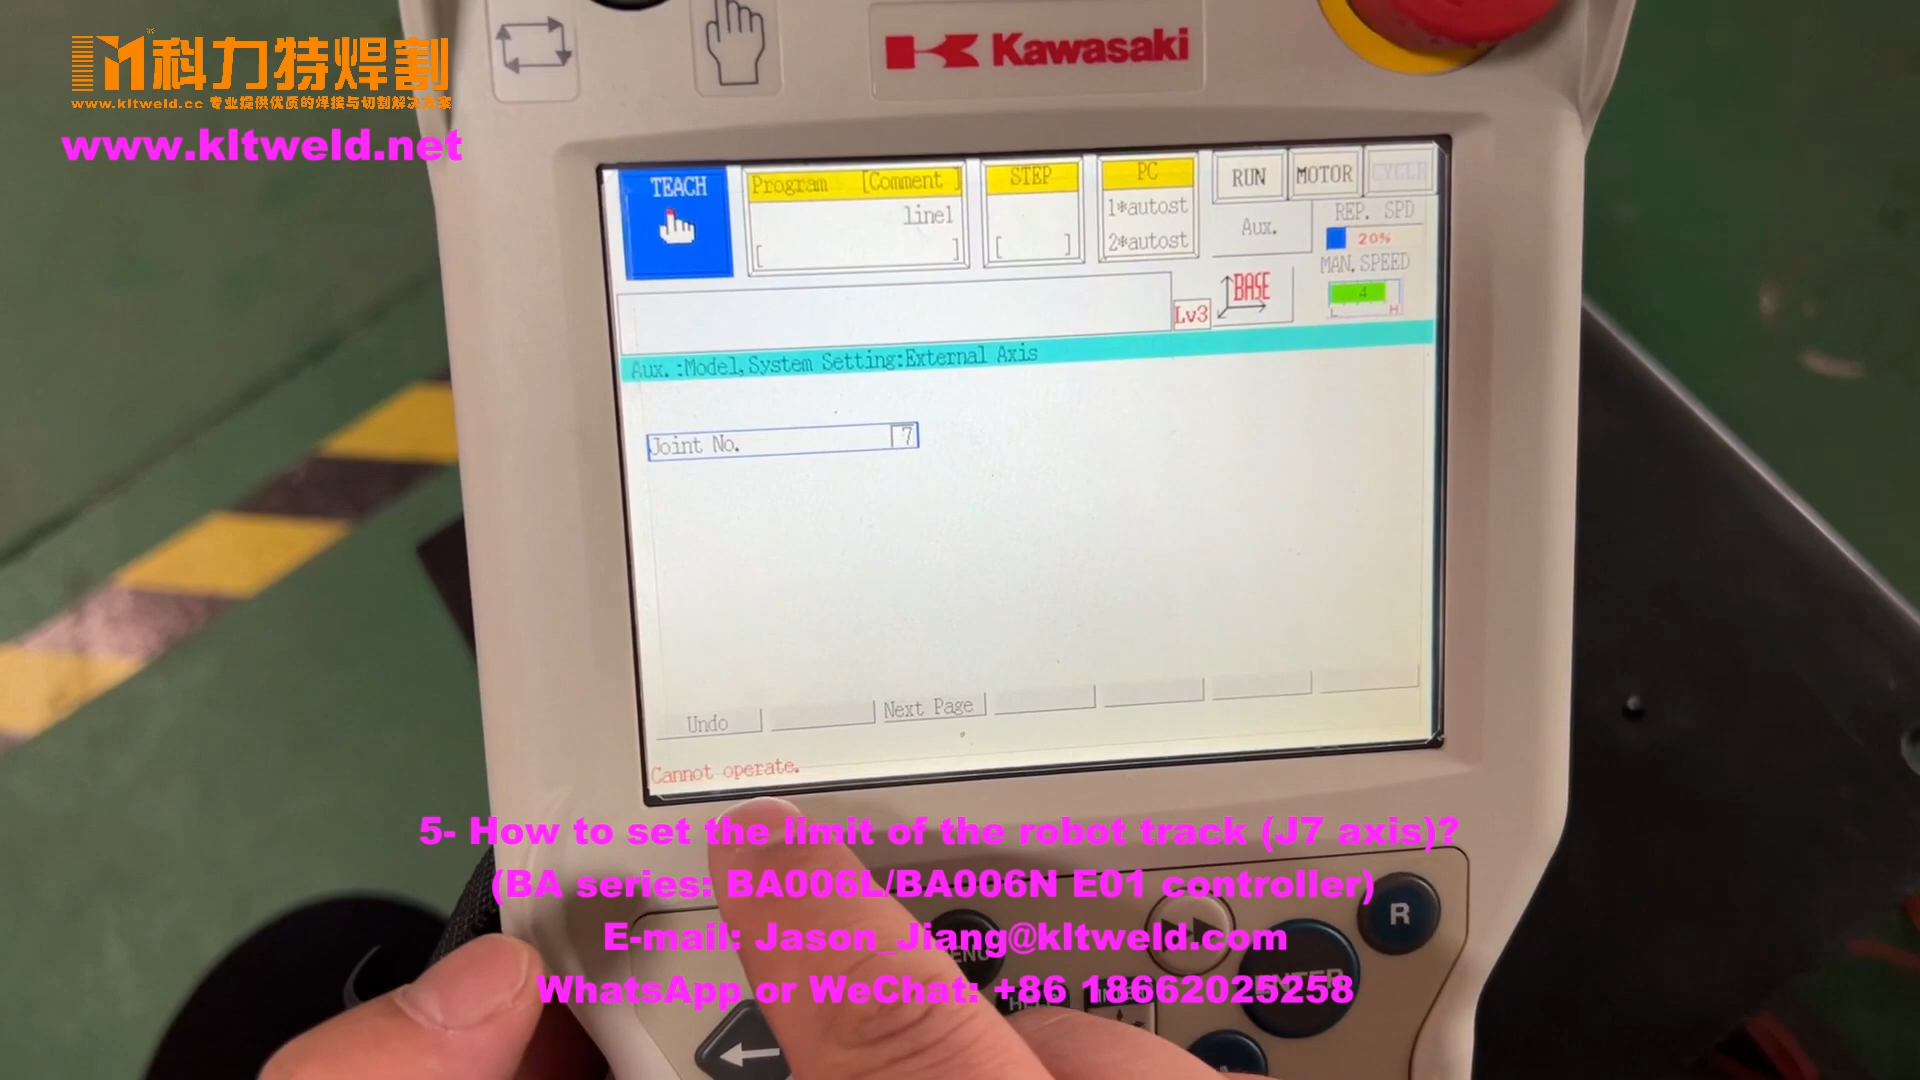 科力特焊割
www.kltweld.cc 专业提供优质的焊接与切割解决方案
www.kltweld.net
Kawasaki
TEACH
Program [Comment ]
line1
[ ]
STEP
[ ]
PC
1*autost
2*autost
RUN
MOTOR
CYCLE
Aux.
REP. SPD
20%
MAN.SPEED
4
L H
Lv3
BASE
Aux.:Model,System Setting:External Axis
Joint No. 7
Undo
Next Page
Cannot operate.
5- How to set the limit of the robot track (J7 axis)?
(BA series: BA006L/BA006N E01 controller)
E-mail: Jason_Jiang@kltweld.com
WhatsApp or WeChat: +86 18662025258
R
ENTER